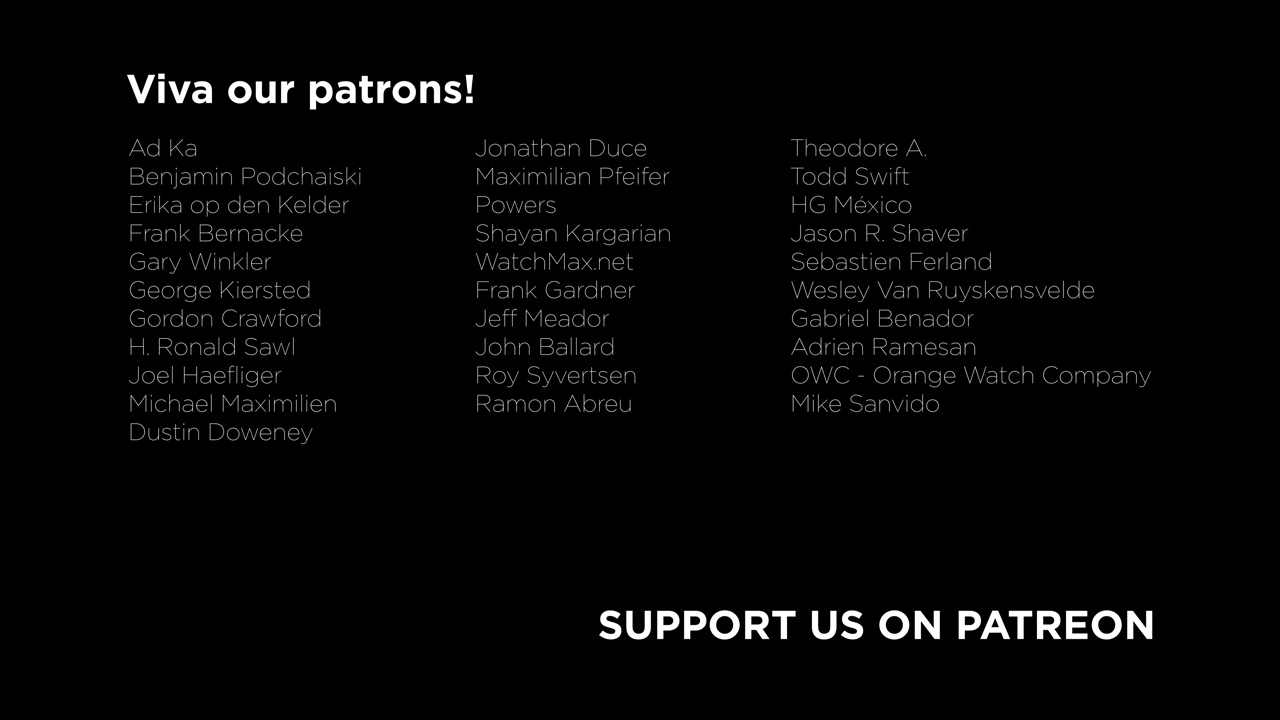 Viva our patrons!
Ad Ka
Benjamin Podchaiski
Erika op den Kelder
Frank Bernacke
Gary Winkler
George Kiersted
Gordon Crawford
H. Ronald Sawl
Joel Haefliger
Michael Maximilien
Dustin Doweney
Jonathan Duce
Maximilian Pfeifer
Powers
Shayan Kargarian
WatchMax.net
Frank Gardner
Jeff Meador
John Ballard
Roy Syvertsen
Ramon Abreu
Theodore A.
Todd Swift
HG México
Jason R. Shaver
Sebastien Ferland
Wesley Van Ruyskensvelde
Gabriel Benador
Adrien Ramesan
OWC - Orange Watch Company
Mike Sanvido
SUPPORT US ON PATREON